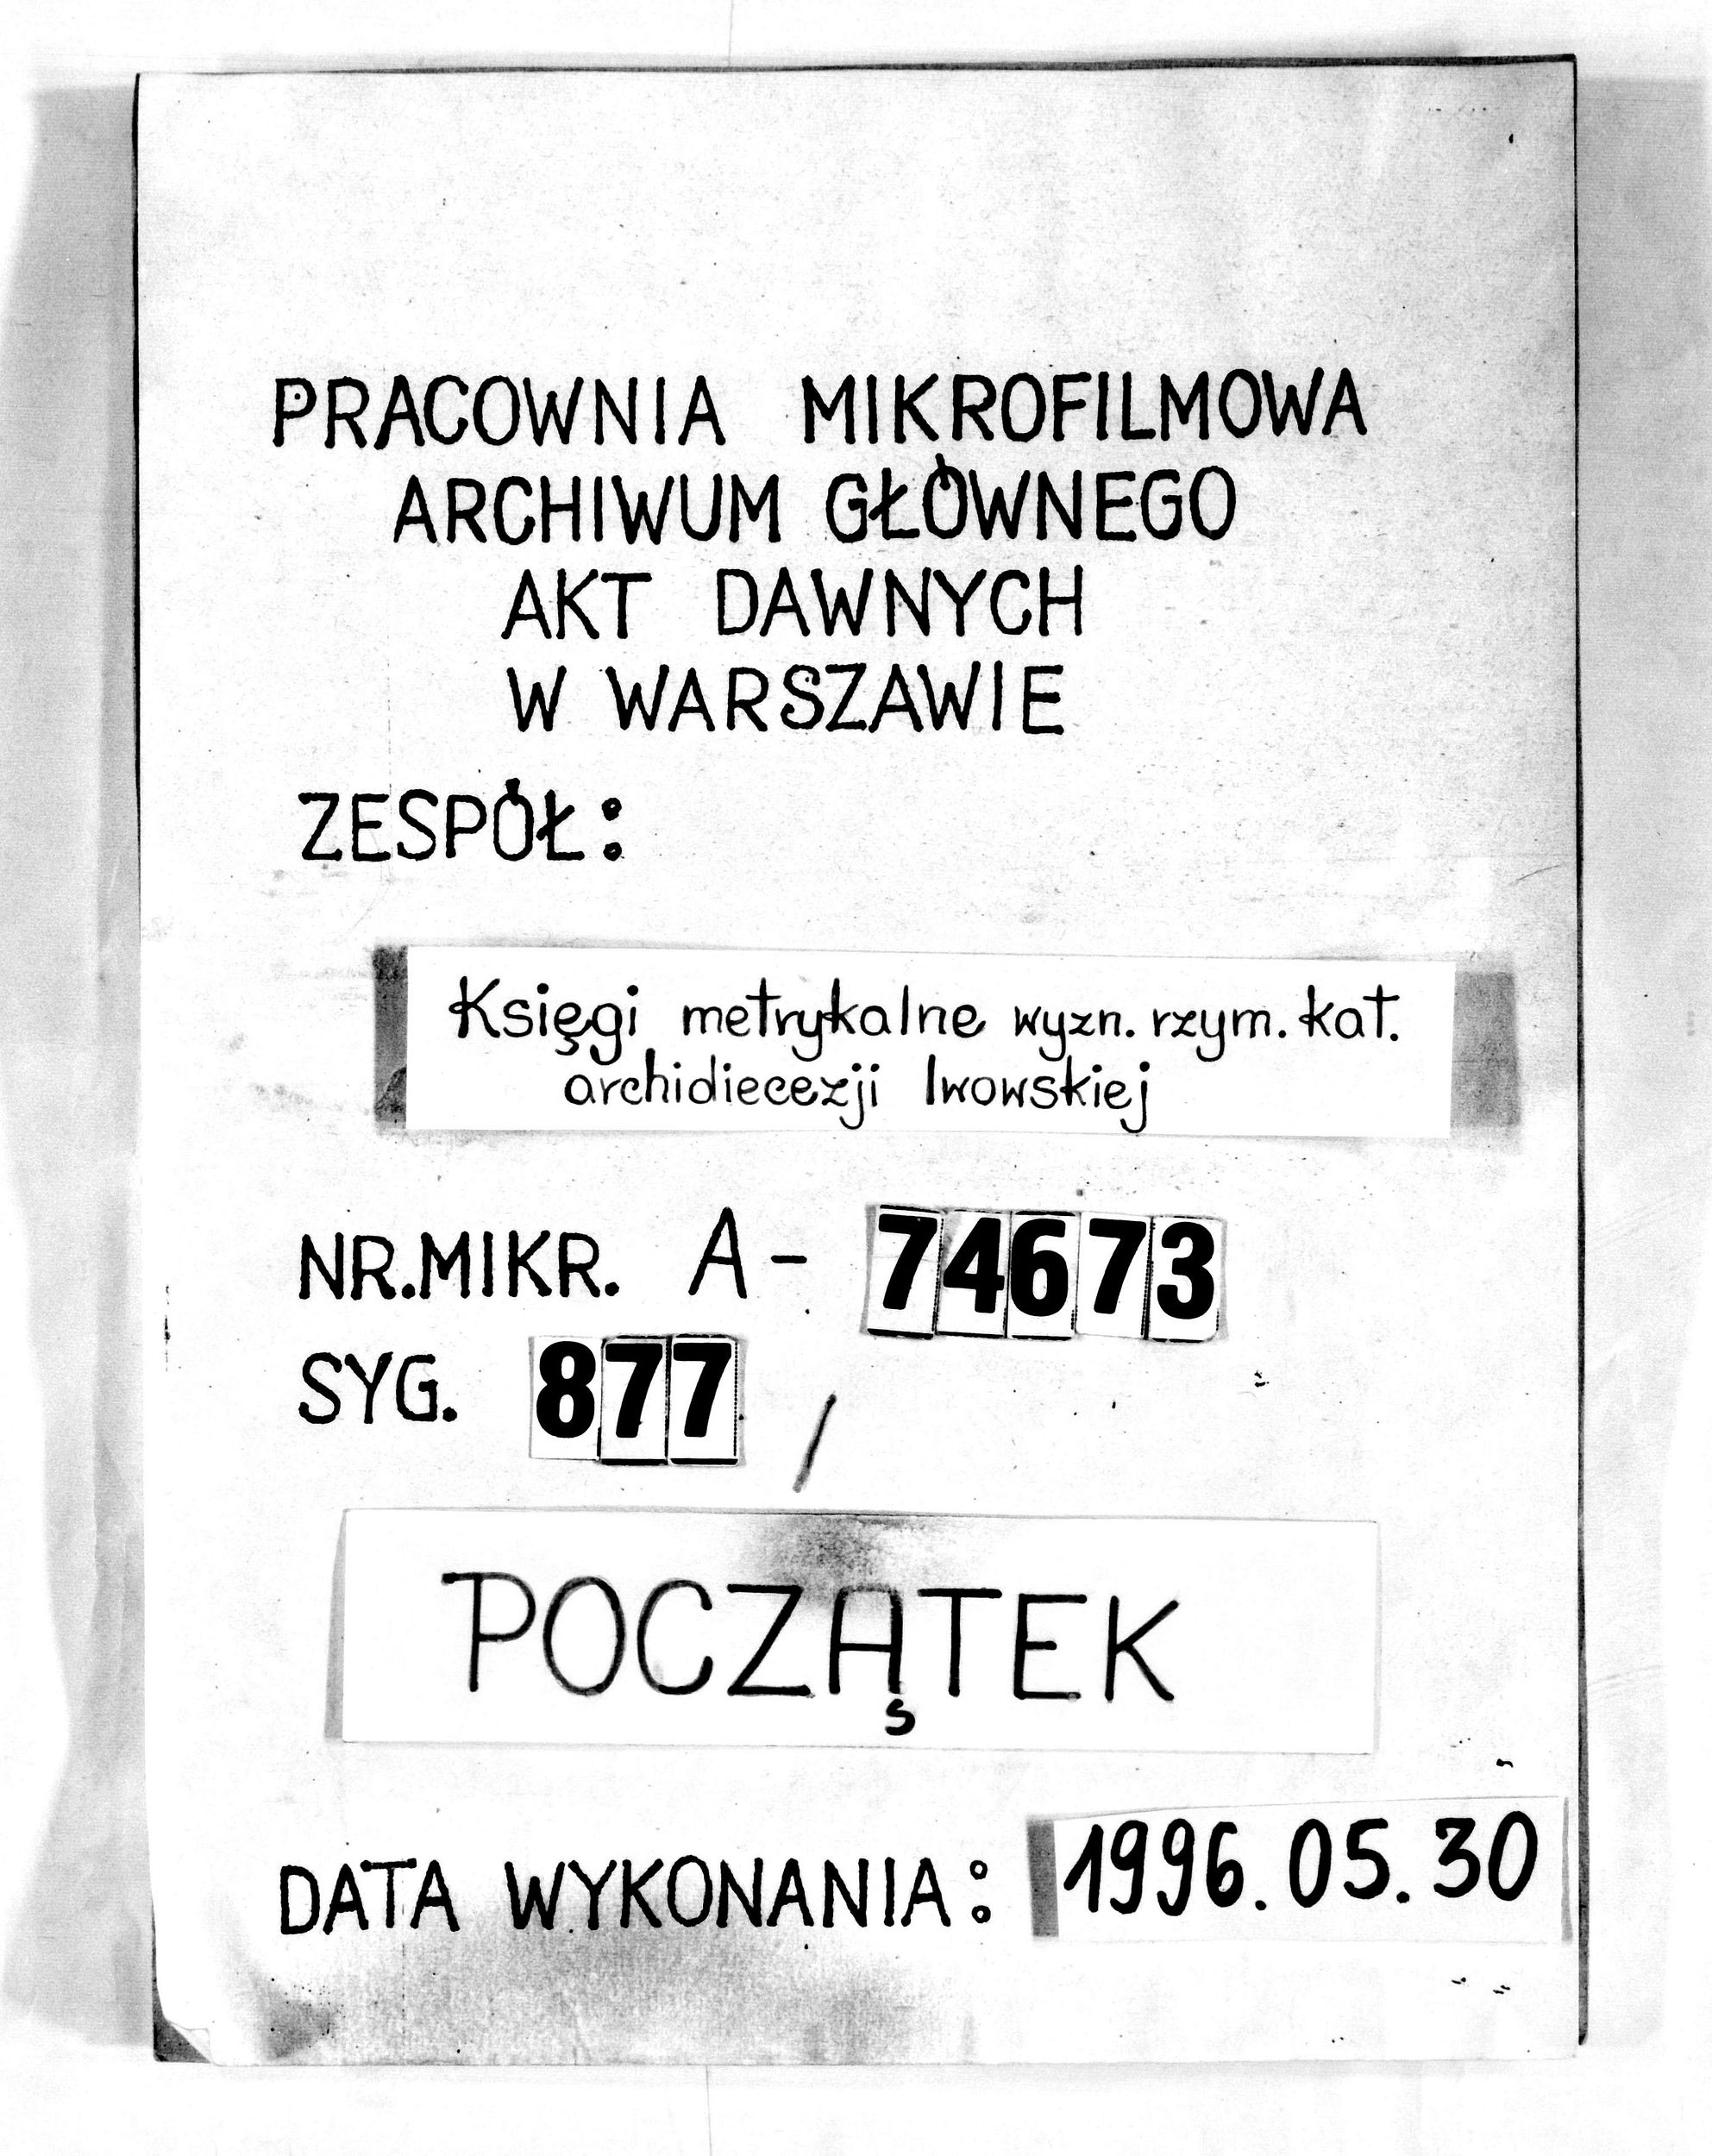 PRACOWNIA MIKROFILMOWA
ARCHIWUM GŁÓWNEGO
AKT DAWNYCH
W WARSZAWIE
ZESPÓŁ:
Księgi metrykalne wyzn. rzym. kat.
archidiecezji lwowskiej
NR.MIKR. A- 74673
SYG. 877 /
POCZĄTEK
DATA WYKONANIA: 1996.05.30